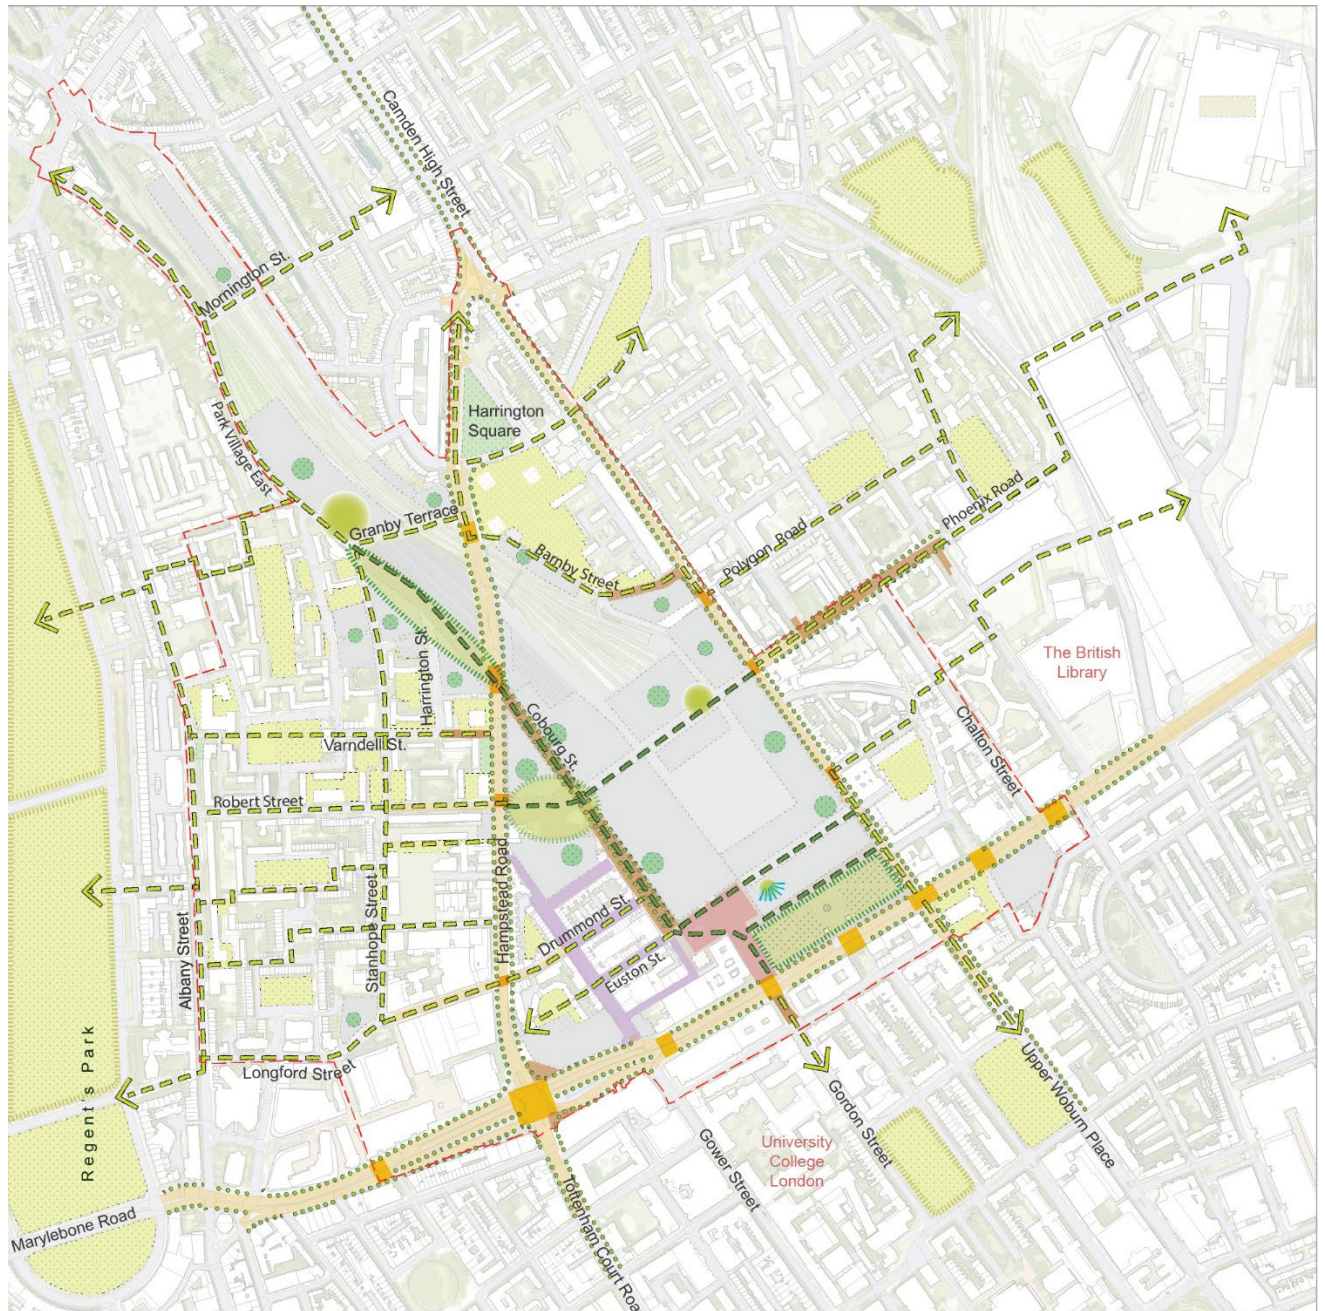 Camden High Street
Mornington St.
Park Village East
Harrington
Square
Granby Terrace
Barnby Street
Polygon Road
Phoenix Road
Harrington St.
The British
Library
Cobourg St.
Chalton Street
Varndell St.
Robert Street
Hampstead Road
Drummond St.
Euston St.
Stanhope Street
Albany Street
Longford Street
Regent's Park
Upper Woburn Place
Gordon Street
University
College
London
Gower Street
Tottenham Court Roa
Marylebone Road